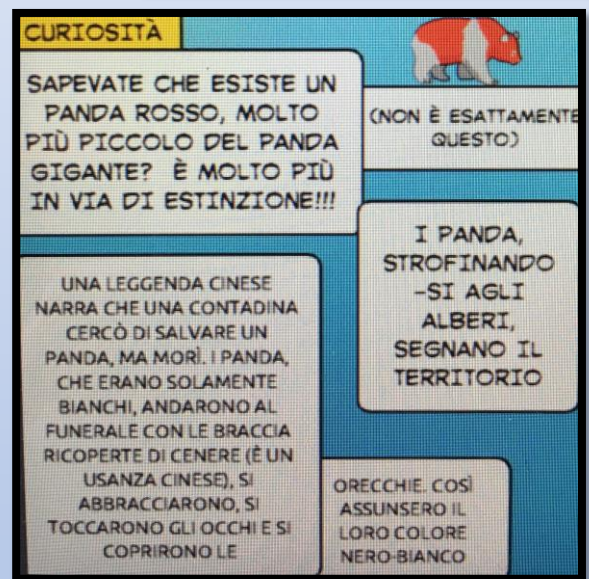 CURIOSITÀ
SAPEVATE CHE ESISTE UN
PANDA ROSSO, MOLTO
PIÙ PICCOLO DEL PANDA
GIGANTE? È MOLTO PIÙ
IN VIA DI ESTINZIONE!!!
(NON È ESATTAMENTE
QUESTO)
I PANDA,
STROFINANDO
-SI AGLI
ALBERI,
SEGNANO IL
TERRITORIO
UNA LEGGENDA CINESE
NARRA CHE UNA CONTADINA
CERCÒ DI SALVARE UN
PANDA, MA MORÌ. I PANDA,
CHE ERANO SOLAMENTE
BIANCHI, ANDARONO AL
FUNERALE CON LE BRACCIA
RICOPERTE DI CENERE (È UN
USANZA CINESE), SI
ABBRACCIARONO, SI
TOCCARONO GLI OCCHI E SI
COPRIRONO LE
ORECCHIE. COSÌ
ASSUNSERO IL
LORO COLORE
NERO-BIANCO